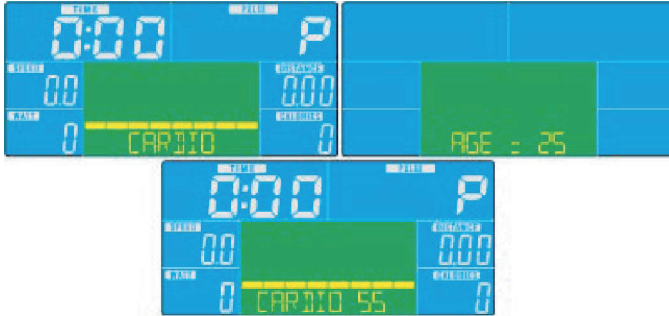 TIME PULSE
0:00 P
SPEED DISTANCE
0.0 0.00
WATT CALORIES
0 0
CARDIO
AGE = 25
TIME PULSE
0:00 P
SPEED DISTANCE
0.0 0.00
WATT CALORIES
0 0
CARDIO 55